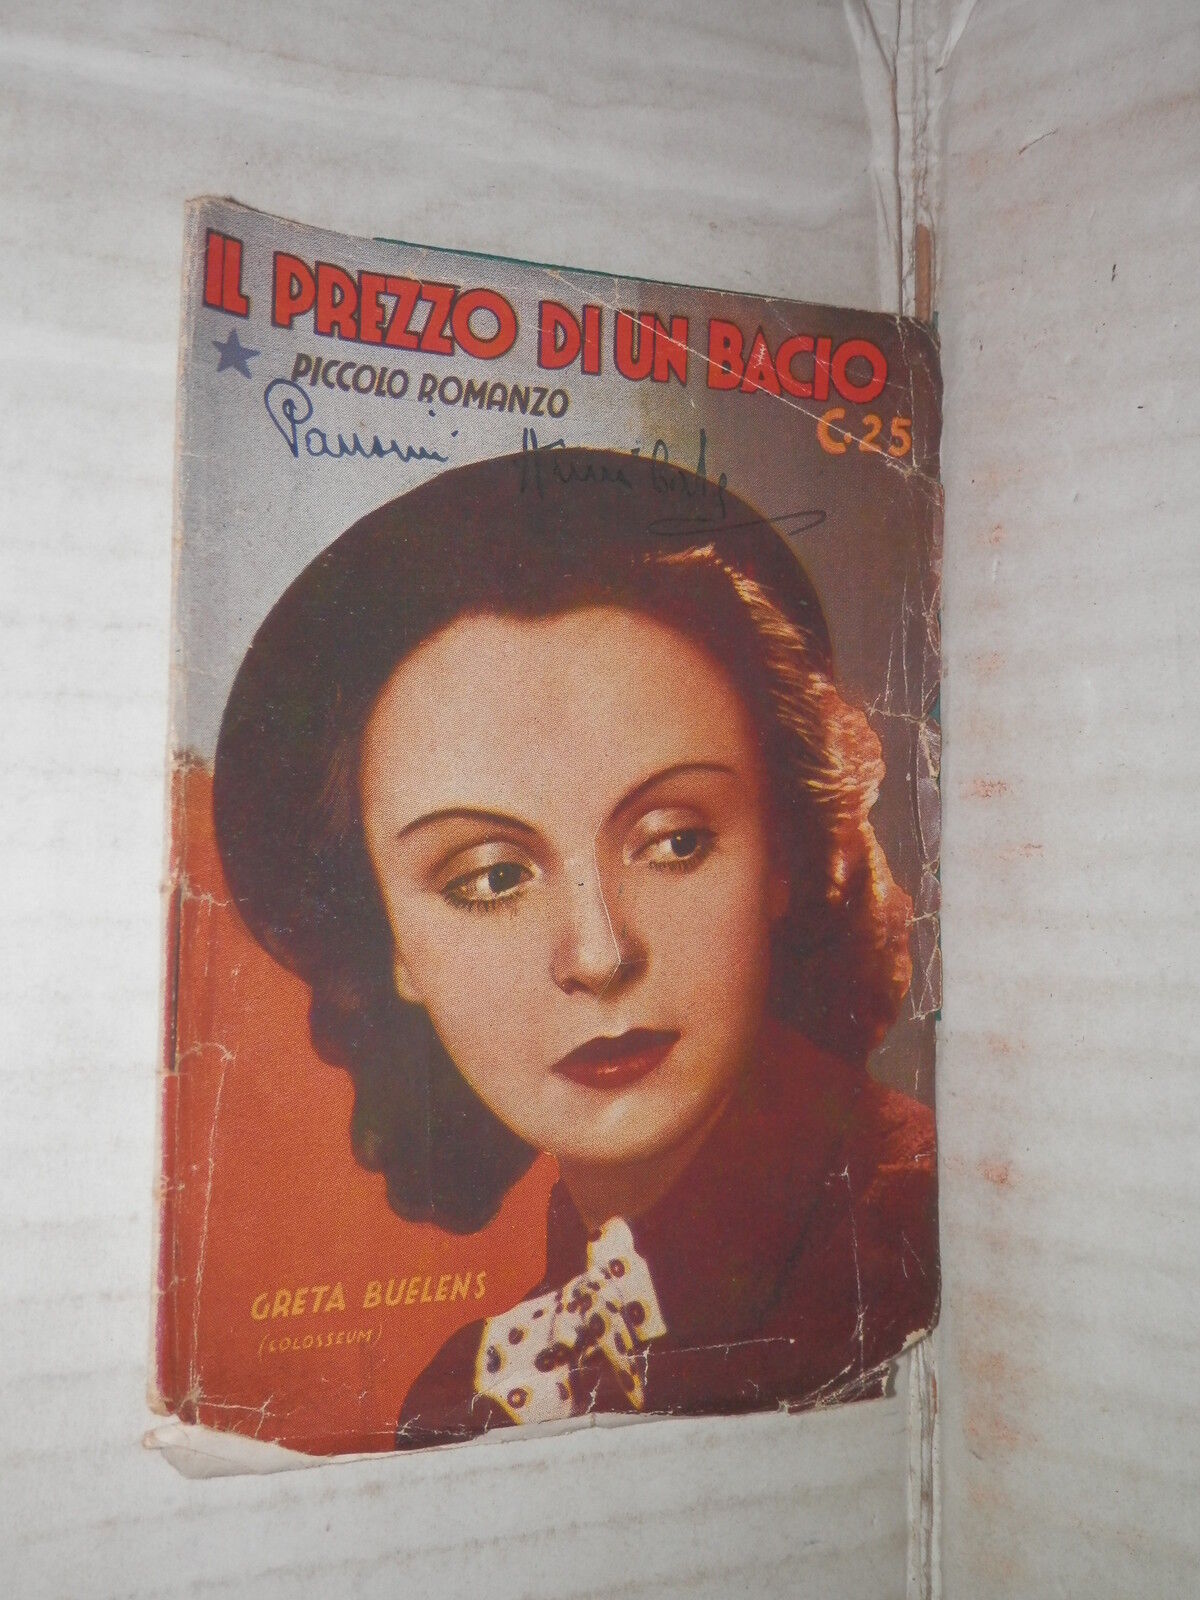 IL PREZZO DI UN BACIO
PICCOLO ROMANZO
C. 25
GRETA BUELENS
(COLOSSEUM)